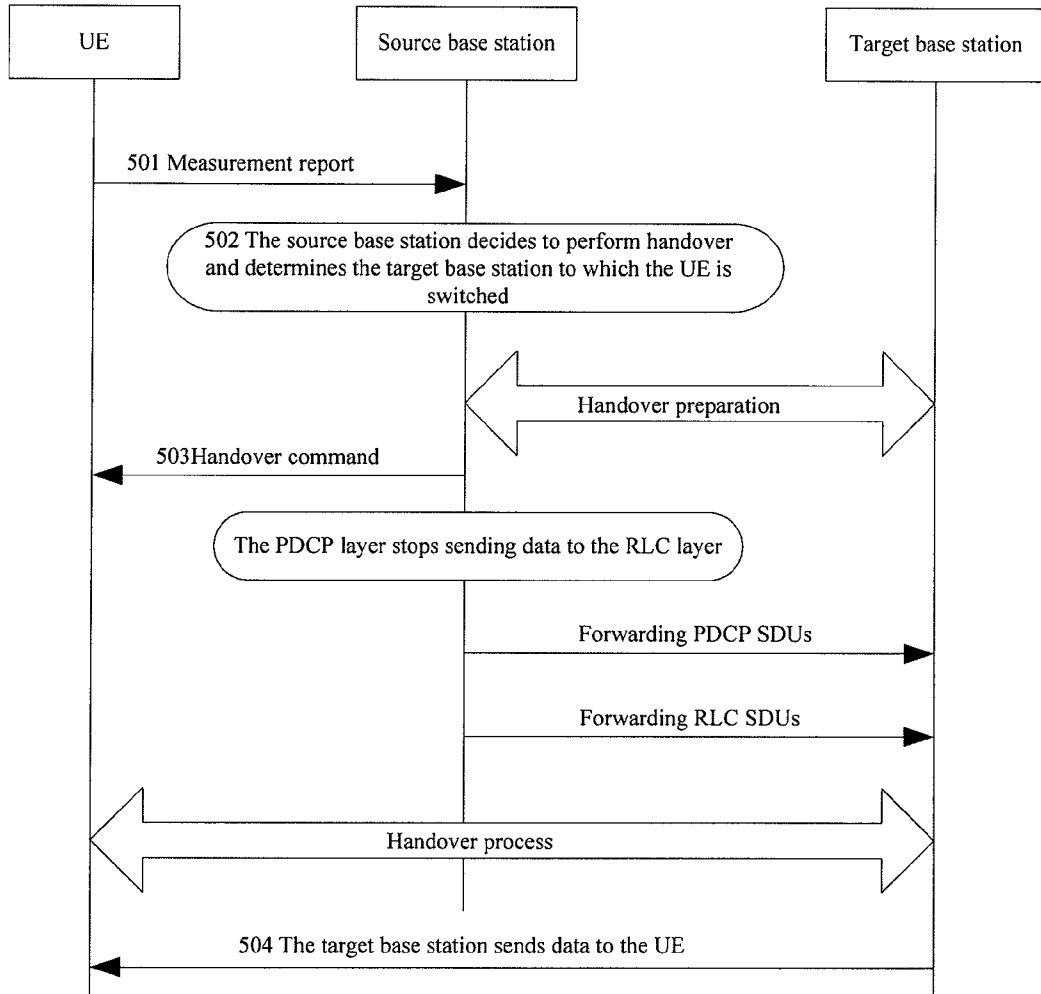 UE
Source base station
Target base station
501 Measurement report
502 The source base station decides to perform handover
and determines the target base station to which the UE is
switched
Handover preparation
503Handover command
The PDCP layer stops sending data to the RLC layer
Forwarding PDCP SDUs
Forwarding RLC SDUs
Handover process
504 The target base station sends data to the UE